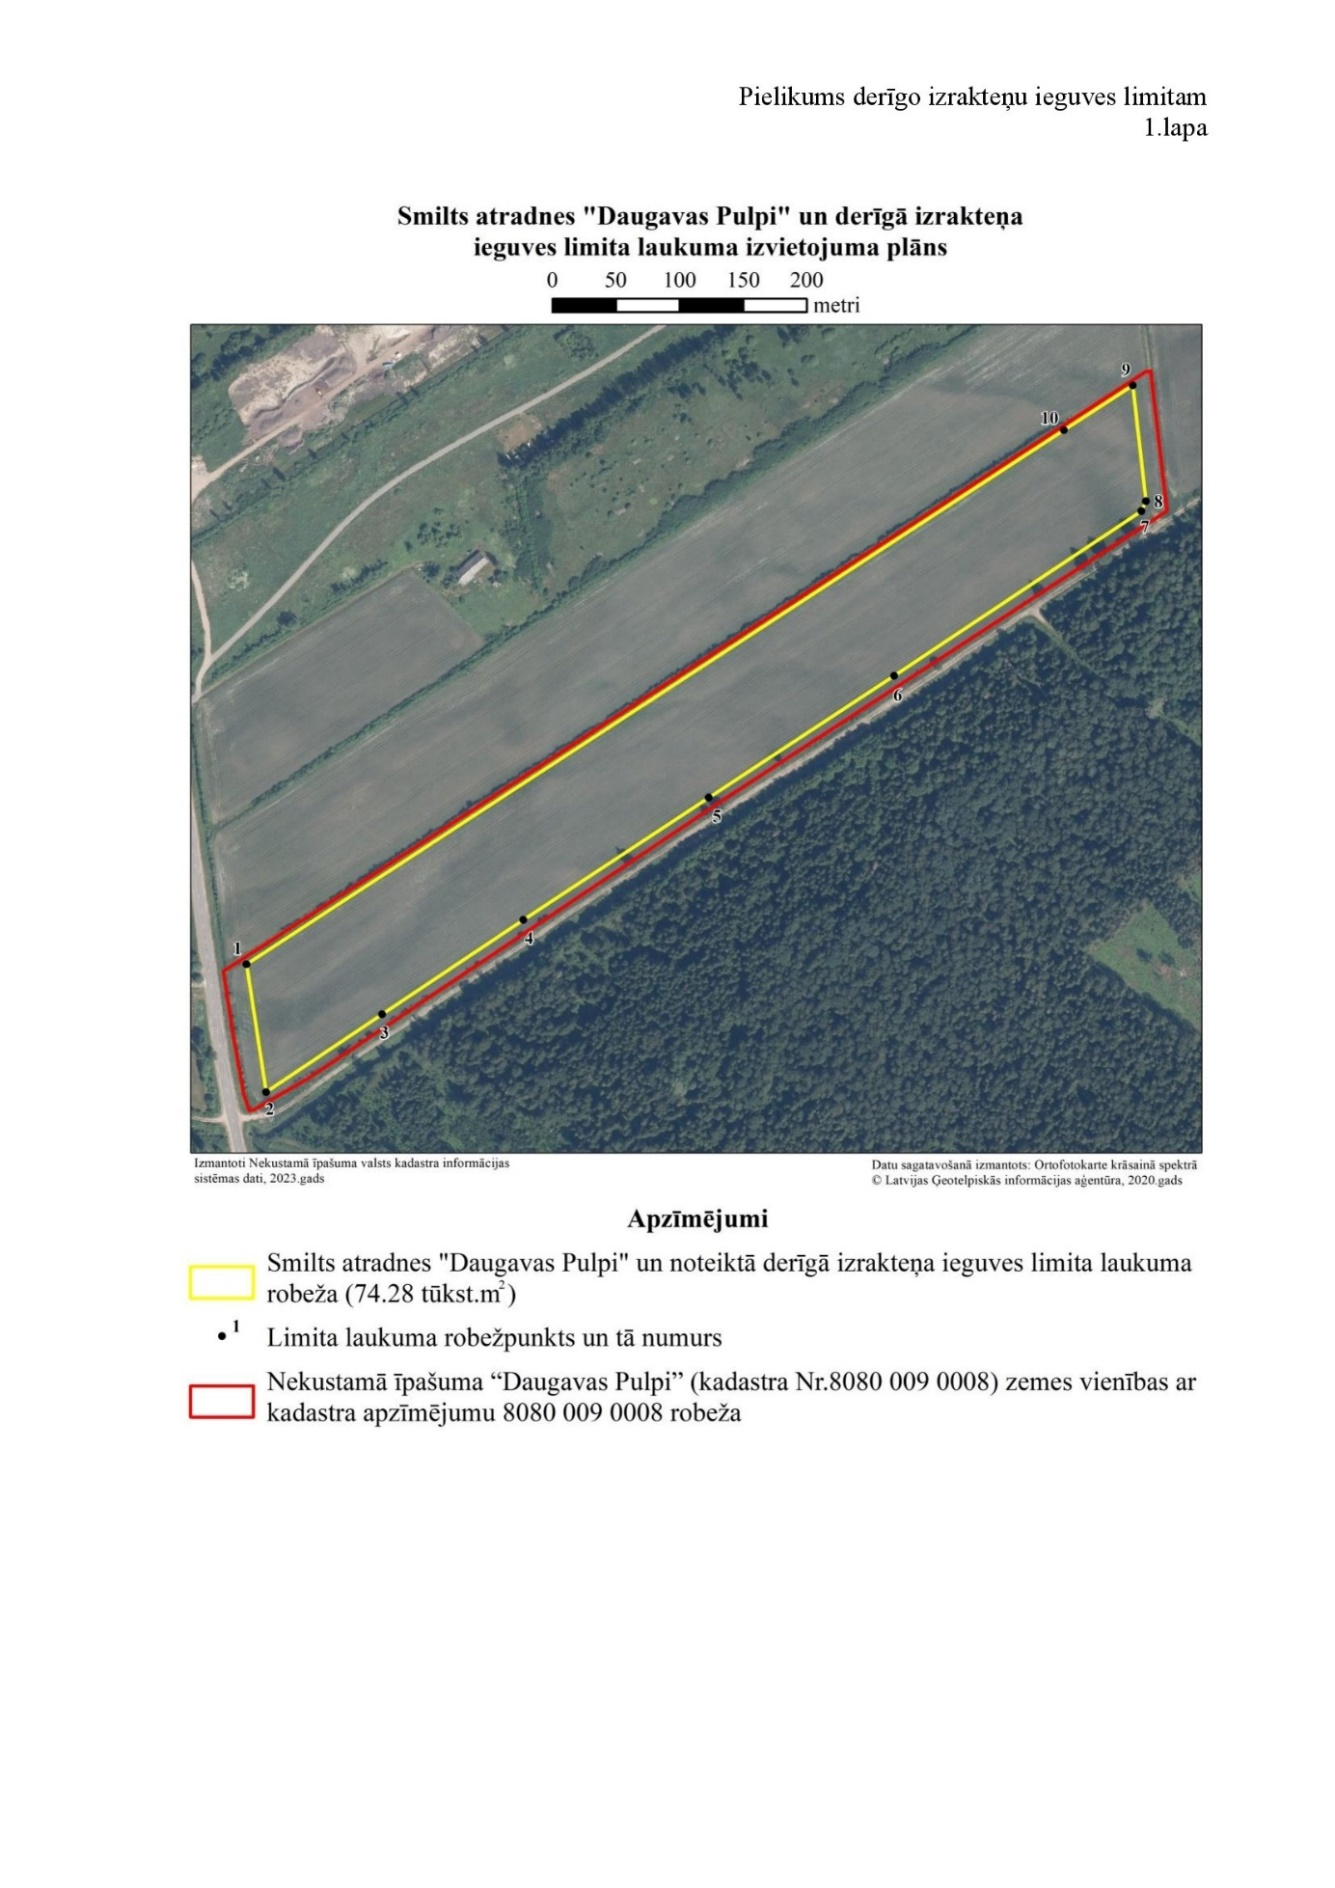 Pielikums derīgo izrakteņu ieguves limitam
1.lapa
Smilts atradnes "Daugavas Pulpi" un derīgā izrakteņa
ieguves limita laukuma izvietojuma plāns
0 50 100 150 200
metri
9
10
8
7
6
5
4
1
3
2
Izmantoti Nekustamā īpašuma valsts kadastra informācijas
sistēmas dati, 2023.gads
Datu sagatavošanā izmantots: Ortofotokarte krāsainā spektrā
© Latvijas Ģeotelpiskās informācijas aģentūra, 2020.gads
Apzīmējumi
Smilts atradnes "Daugavas Pulpi" un noteiktā derīgā izrakteņa ieguves limita laukuma
robeža (74.28 tūkst.m²)
1
Limita laukuma robežpunkts un tā numurs
Nekustamā īpašuma “Daugavas Pulpi” (kadastra Nr.8080 009 0008) zemes vienības ar
kadastra apzīmējumu 8080 009 0008 robeža